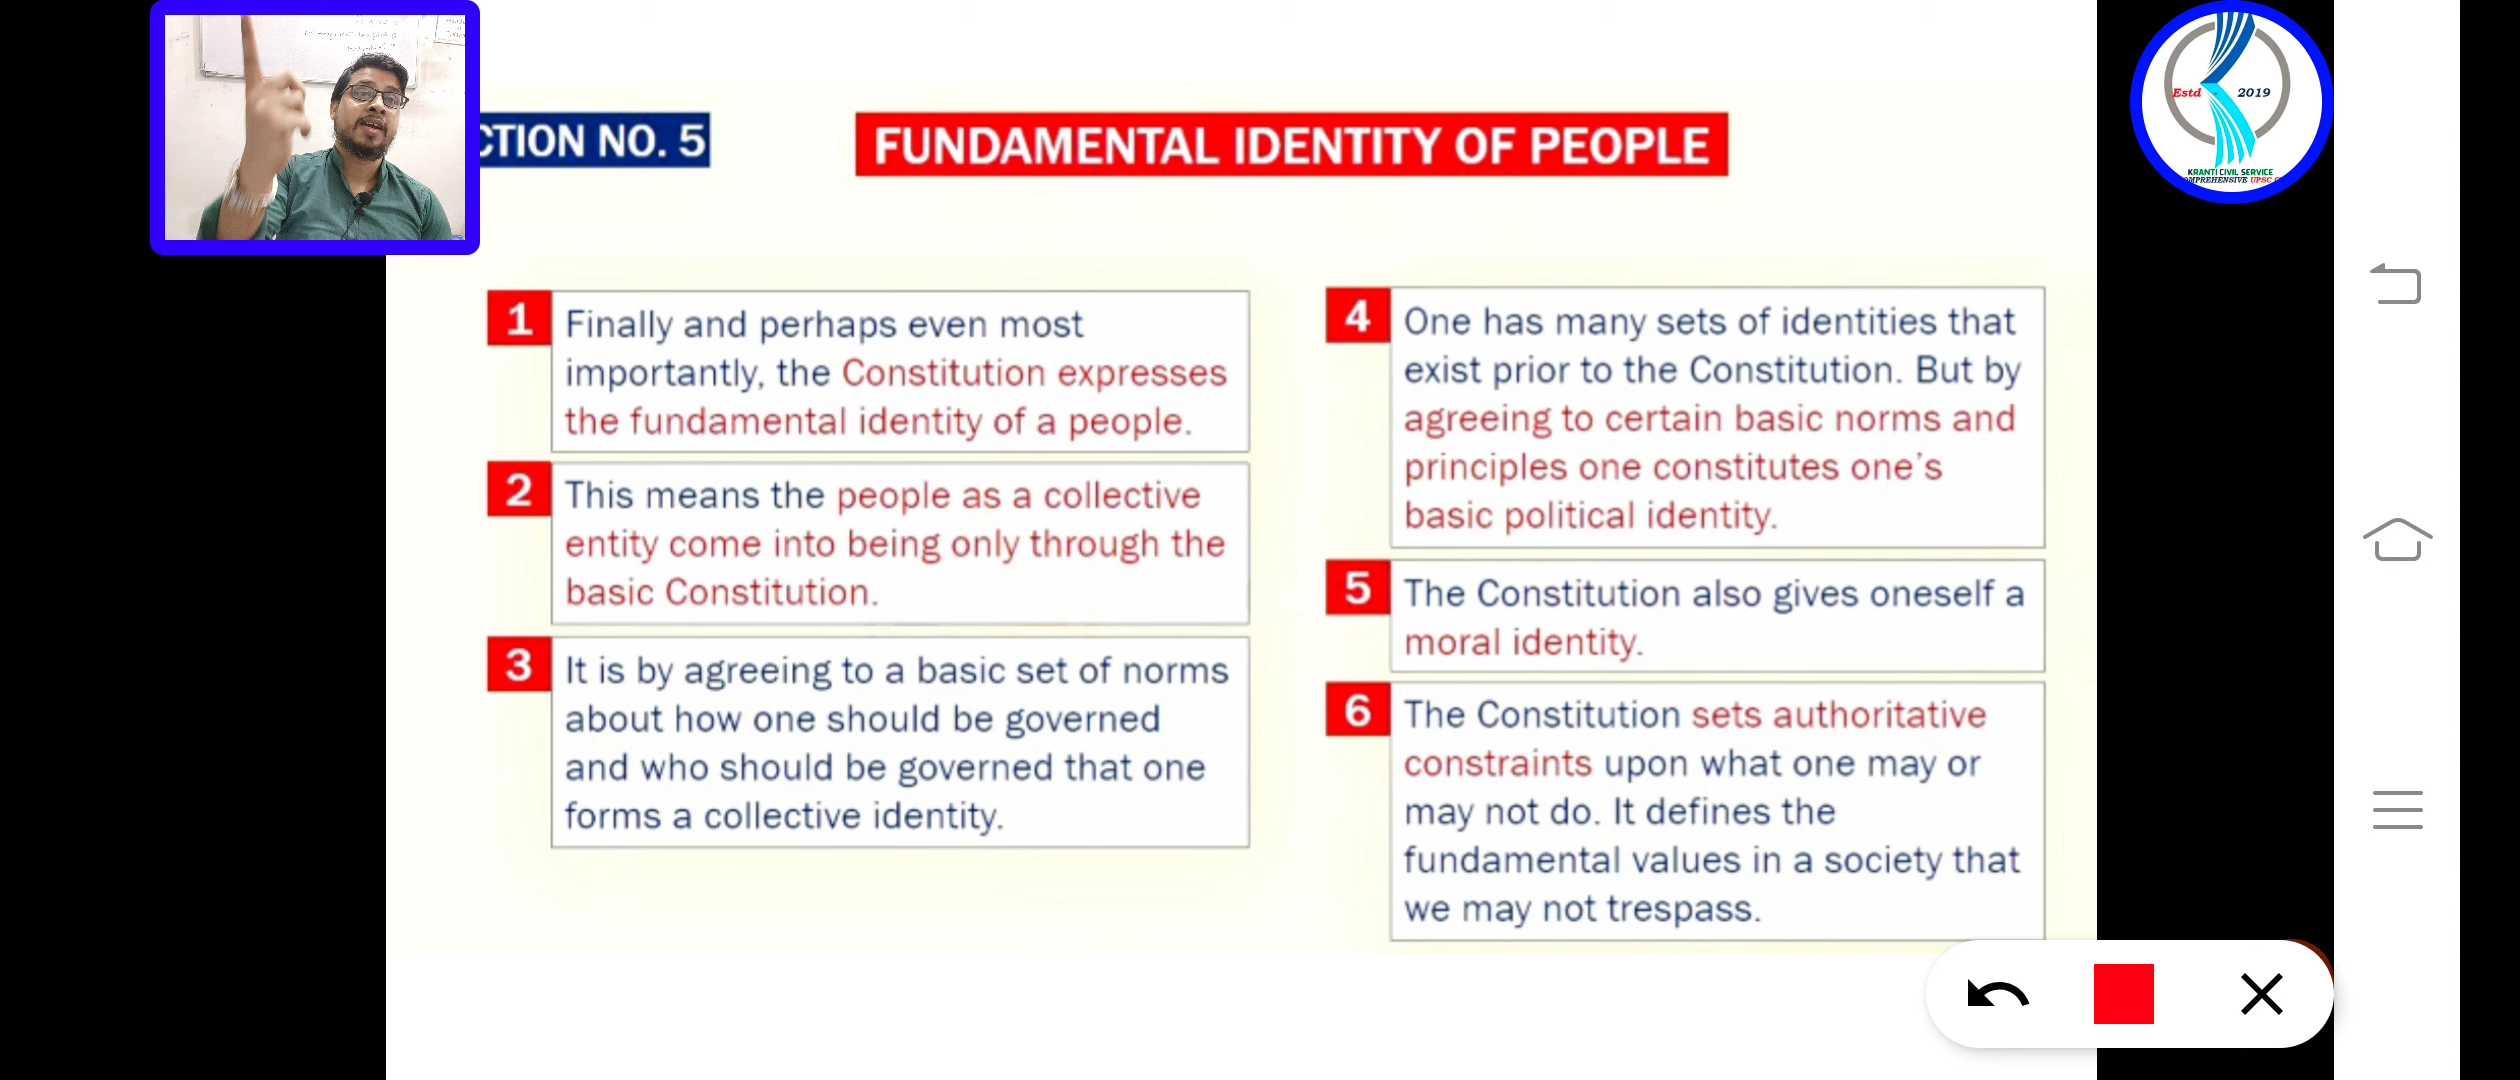 CTION NO. 5
FUNDAMENTAL IDENTITY OF PEOPLE
1
Finally and perhaps even most
importantly, the Constitution expresses
the fundamental identity of a people.
2
This means the people as a collective
entity come into being only through the
basic Constitution.
3
It is by agreeing to a basic set of norms
about how one should be governed
and who should be governed that one
forms a collective identity.
4
One has many sets of identities that
exist prior to the Constitution. But by
agreeing to certain basic norms and
principles one constitutes one's
basic political identity.
5
The Constitution also gives oneself a
moral identity.
6
The Constitution sets authoritative
constraints upon what one may or
may not do. It defines the
fundamental values in a society that
we may not trespass.
Estd - 2019
KRANTI CIVIL SERVICE
OMPREHENSIVE UPSC C